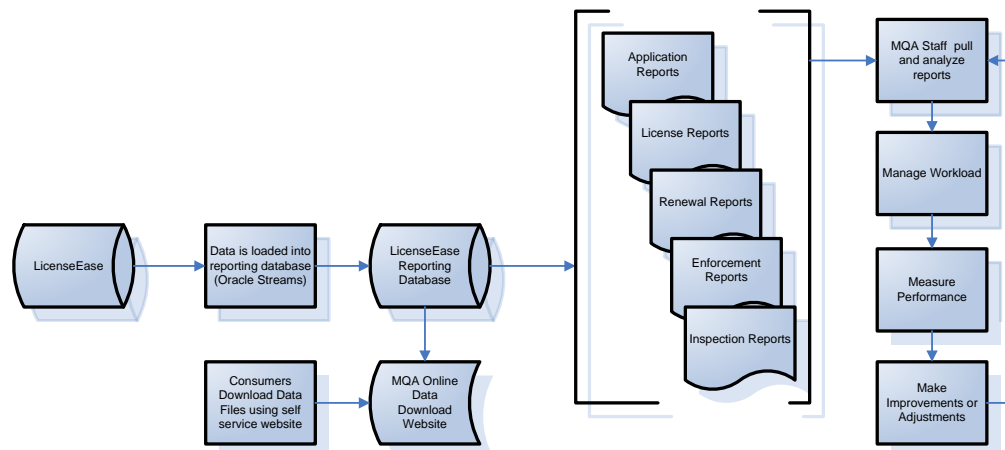 LicenseEase
Data is loaded into
reporting database
(Oracle Streams)
LicenseEase
Reporting
Database
Consumers
Download Data
Files using self
service website
MQA Online
Data
Download
Website
Application
Reports
License Reports
Renewal Reports
Enforcement
Reports
Inspection Reports
MQA Staff pull
and analyze
reports
Manage Workload
Measure
Performance
Make
Improvements or
Adjustments